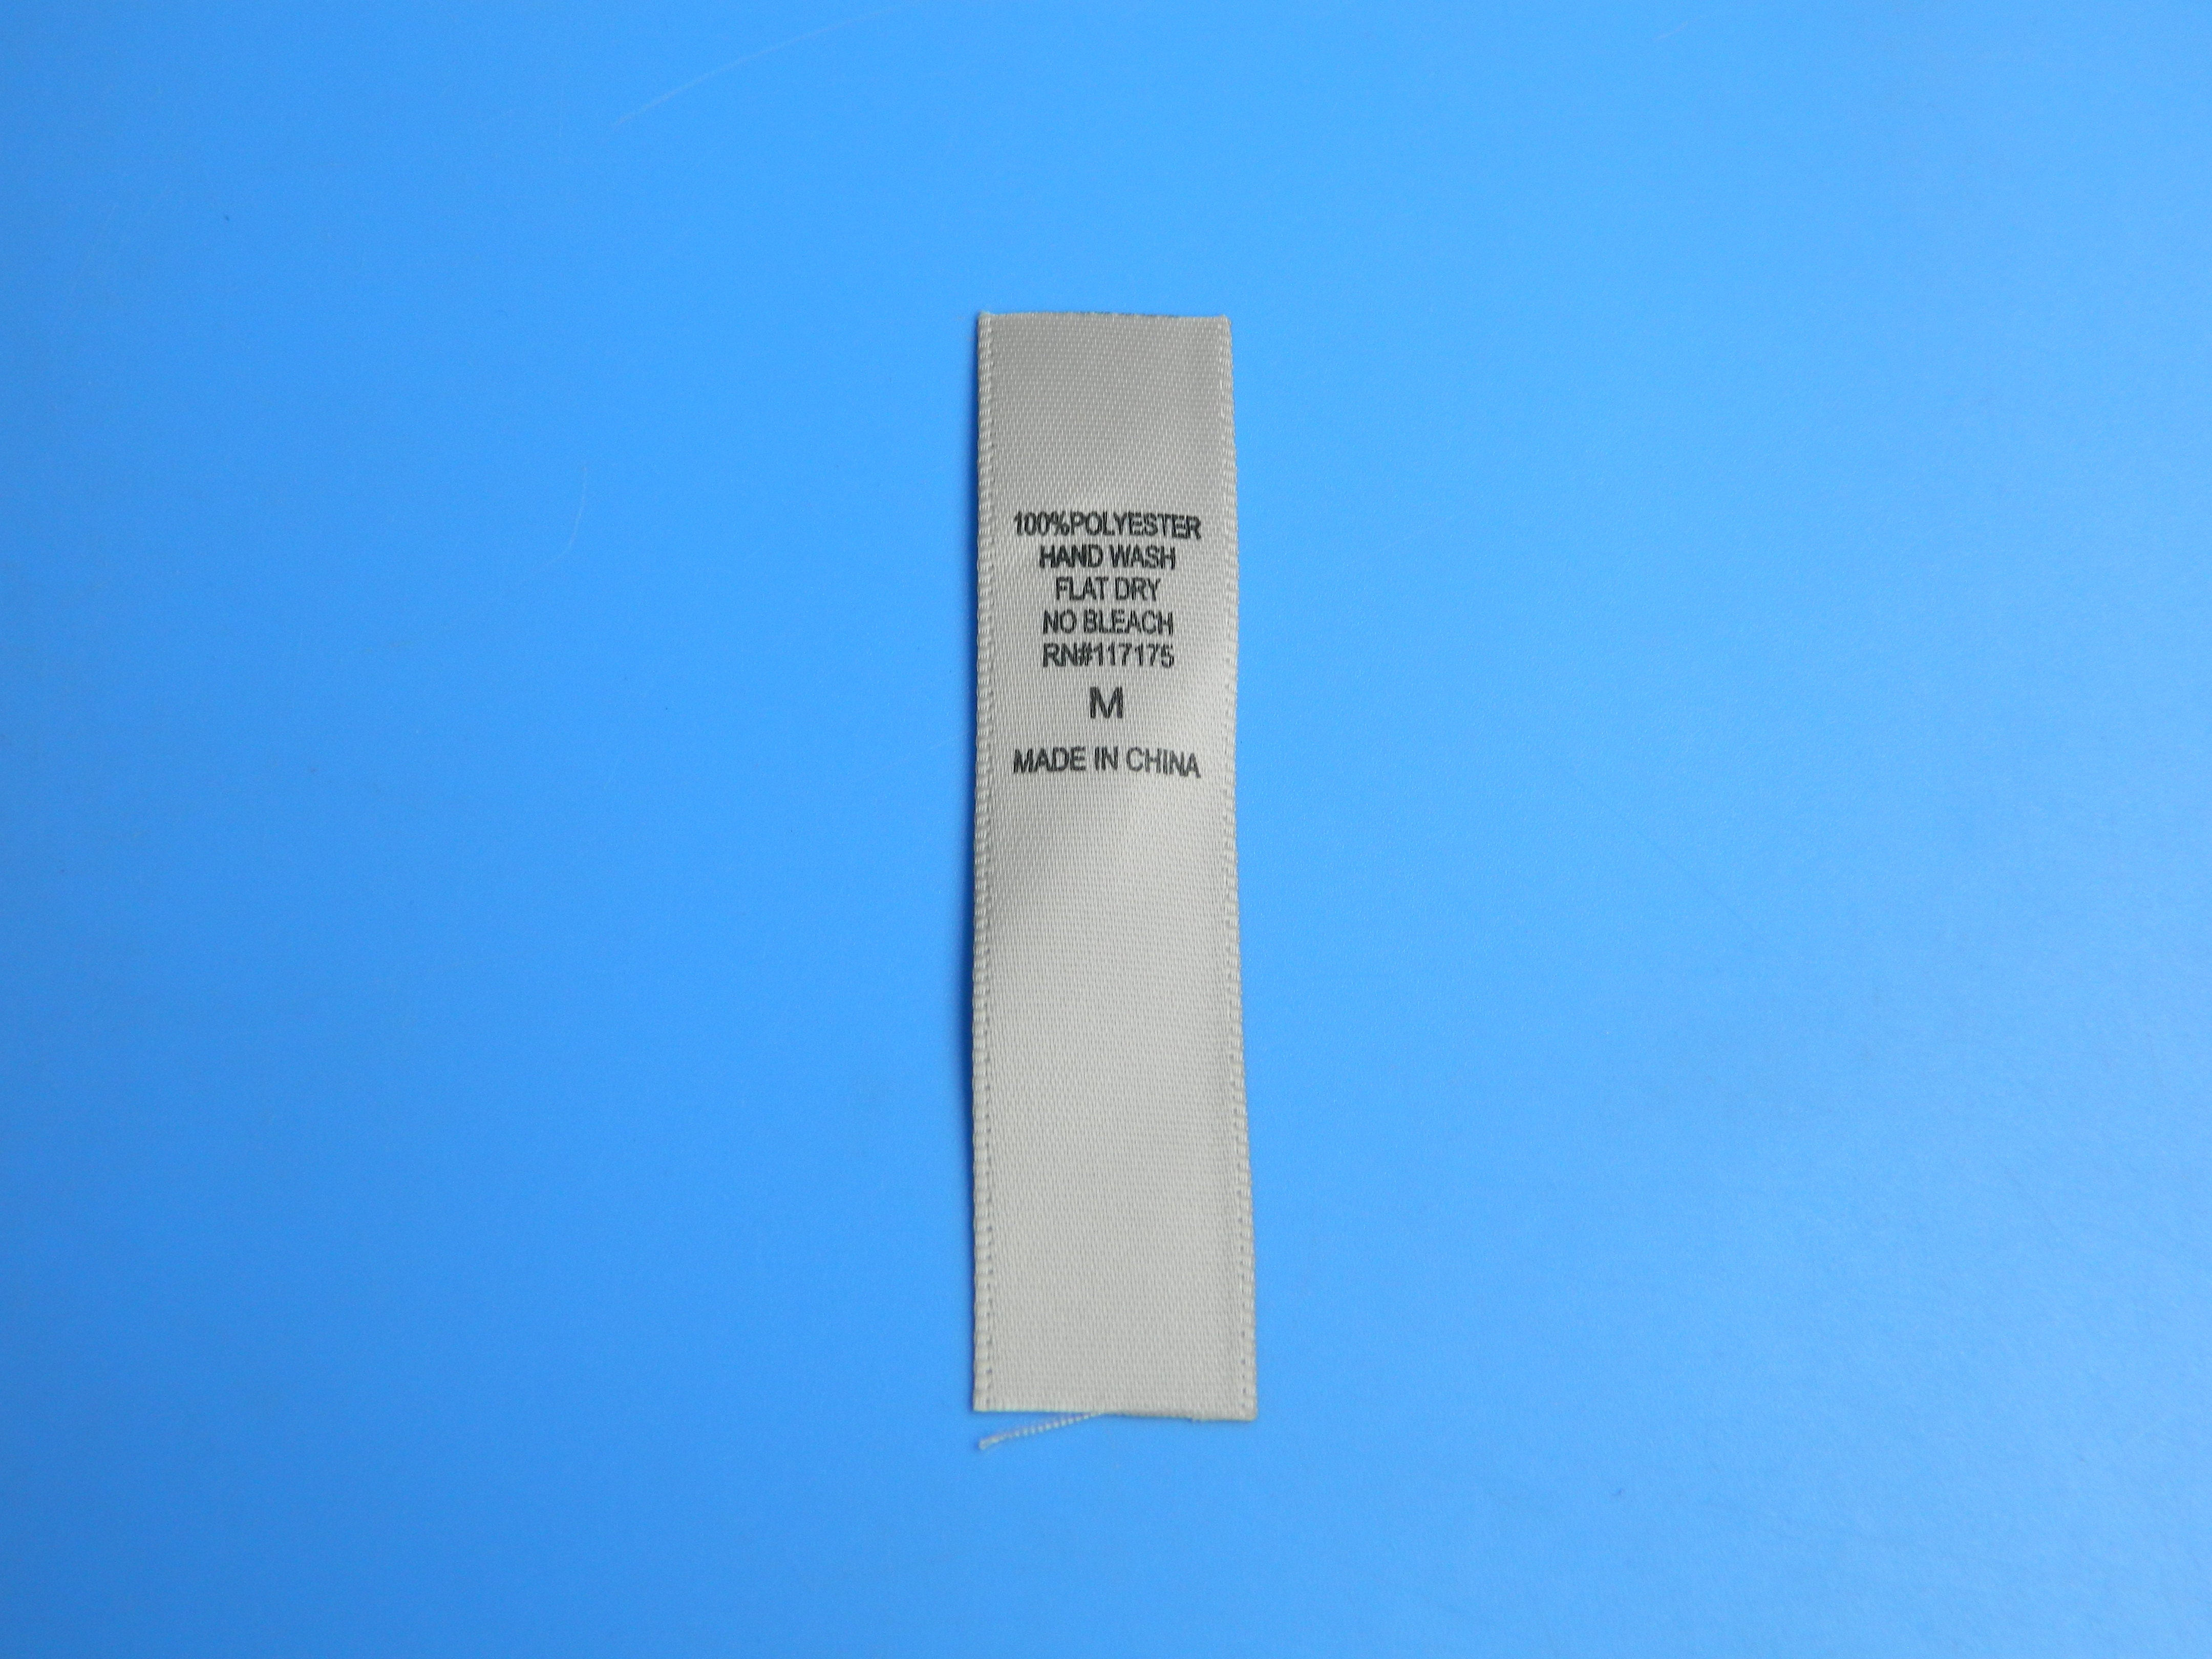 100%POLYESTER
HAND WASH
FLAT DRY
NO BLEACH
RN#117175
M
MADE IN CHINA